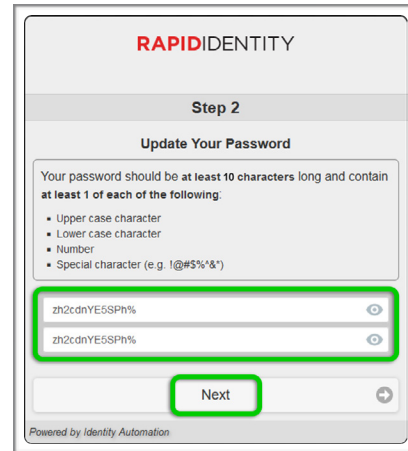 RAPIDIDENTITY
Step 2
Update Your Password
Your password should be at least 10 characters long and contain
at least 1 of each of the following:
▪ Upper case character
▪ Lower case character
▪ Number
▪ Special character (e.g. !@#$%^&*)
zh2cdnYE5SPh%
zh2cdnYE5SPh%
Next
Powered by Identity Automation